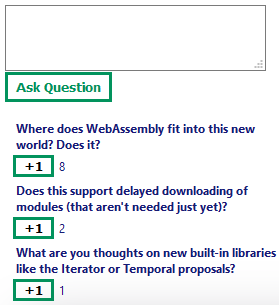 Ask Question
Where does WebAssembly fit into this new
world? Does it?
+1 8
Does this support delayed downloading of
modules (that aren't needed just yet)?
+1 2
What are you thoughts on new built-in libraries
like the Iterator or Temporal proposals?
+1 1